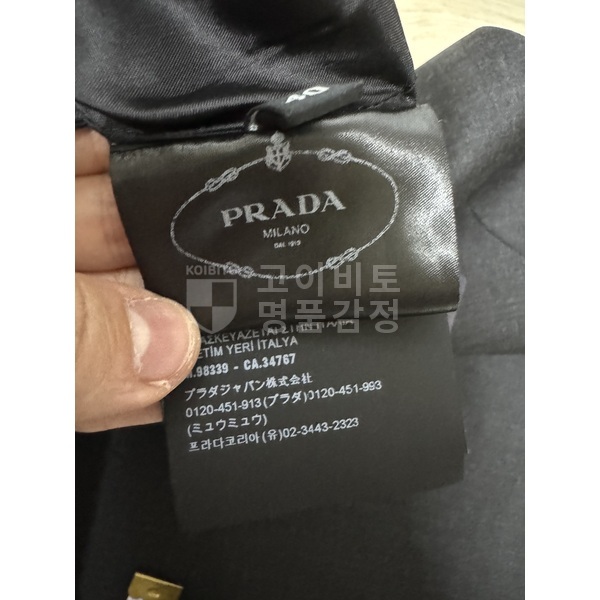 40
PRADA
MILANO
DAL 1913
KOIBITO
고이비토
명품감정
ETİM YERİ İTALYA
.98339 - CA.34767
プラダジャパン株式会社
0120-451-913(プラダ)0120-451-993
(ミュウミュウ)
프라다코리아(유)02-3443-2323